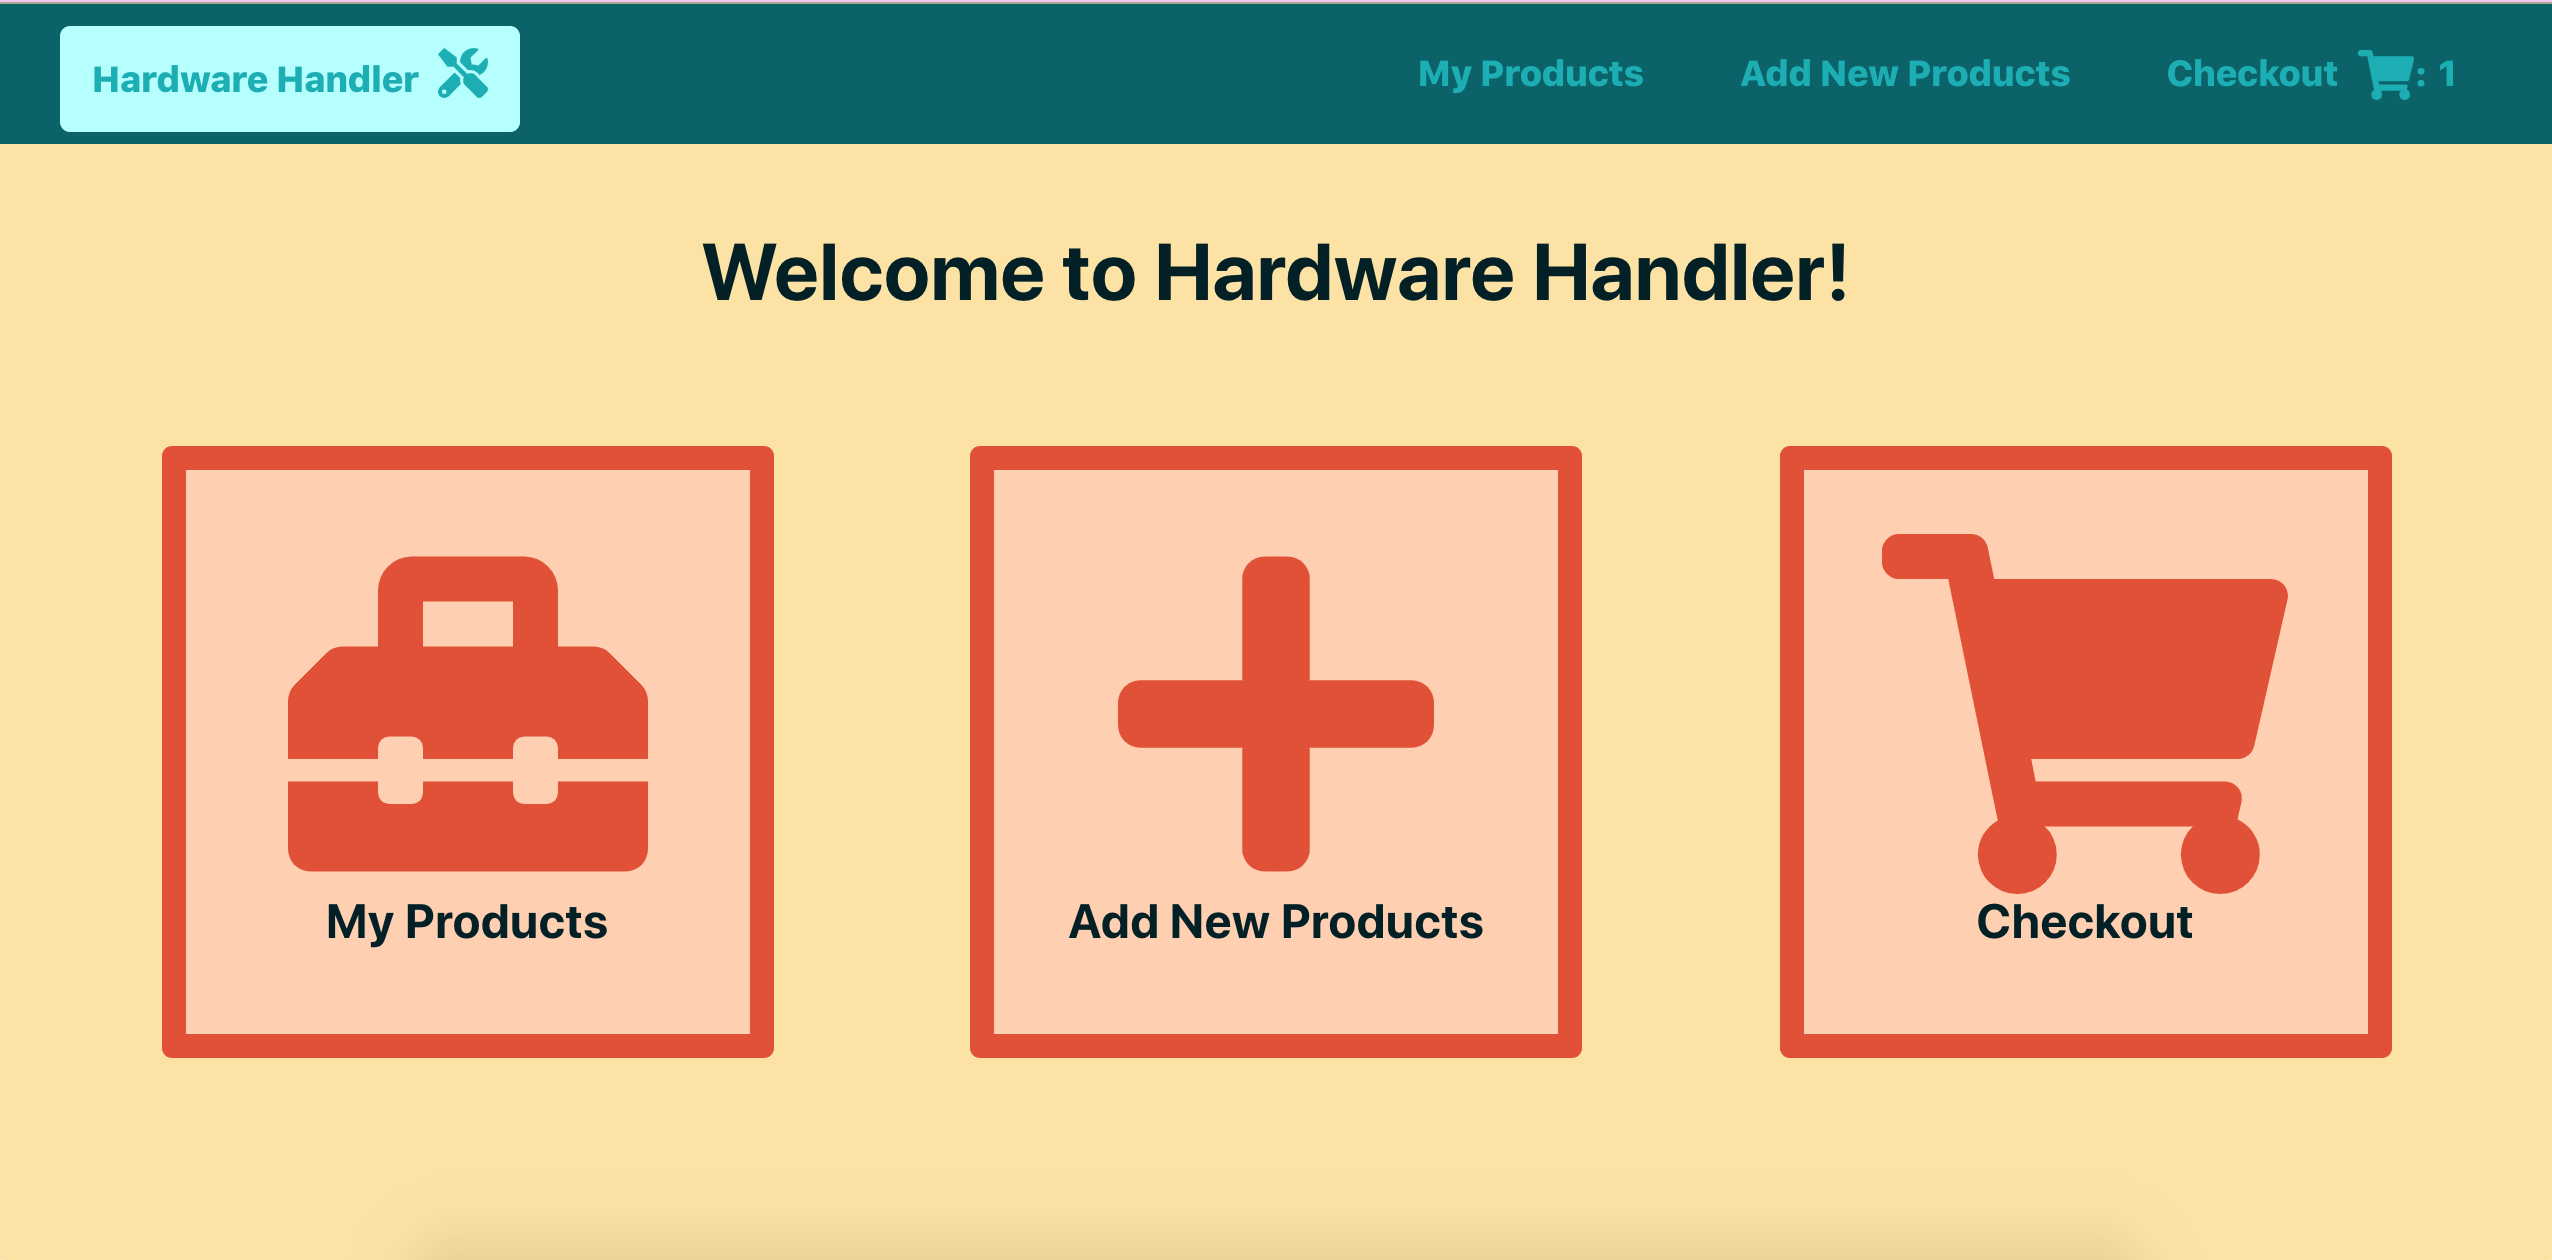 Hardware Handler
My Products
Add New Products
Checkout : 1
Welcome to Hardware Handler!
My Products
Add New Products
Checkout